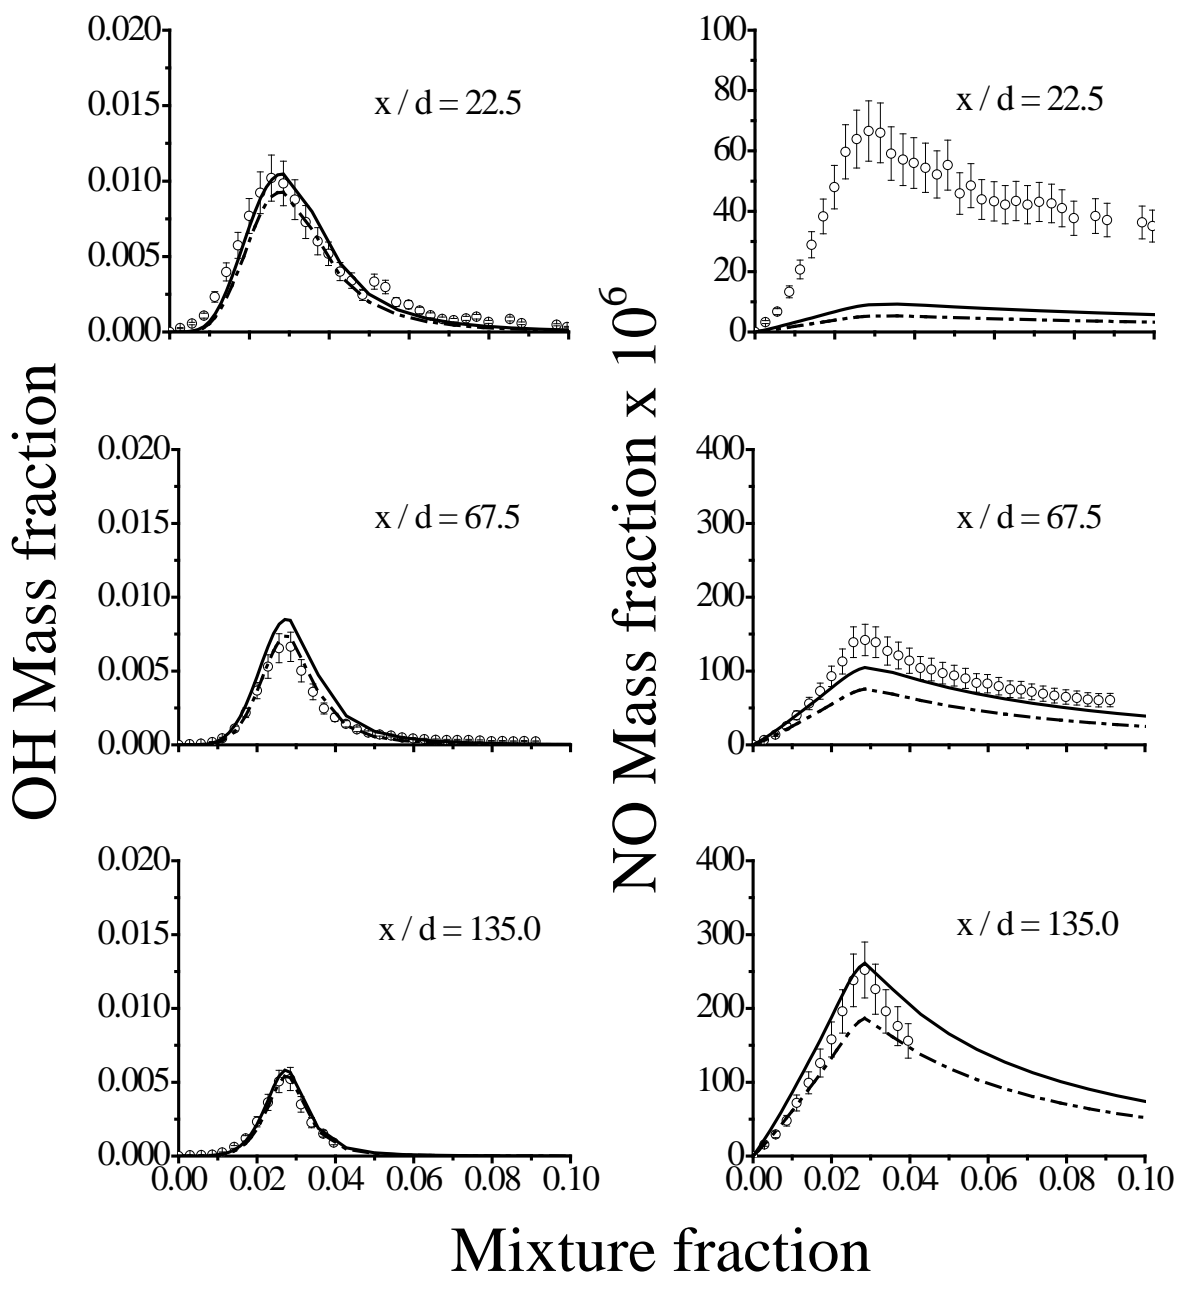 OH Mass fraction
0.020
0.015
0.010
0.005
0.000
x / d = 22.5
0.020
0.015
0.010
0.005
0.000
x / d = 67.5
0.020
0.015
0.010
0.005
0.000
x / d = 135.0
0.00 0.02 0.04 0.06 0.08 0.10
NO Mass fraction x 10⁶
100
80
60
40
20
0
x / d = 22.5
400
300
200
100
0
x / d = 67.5
400
300
200
100
0
x / d = 135.0
0.00 0.02 0.04 0.06 0.08 0.10
Mixture fraction